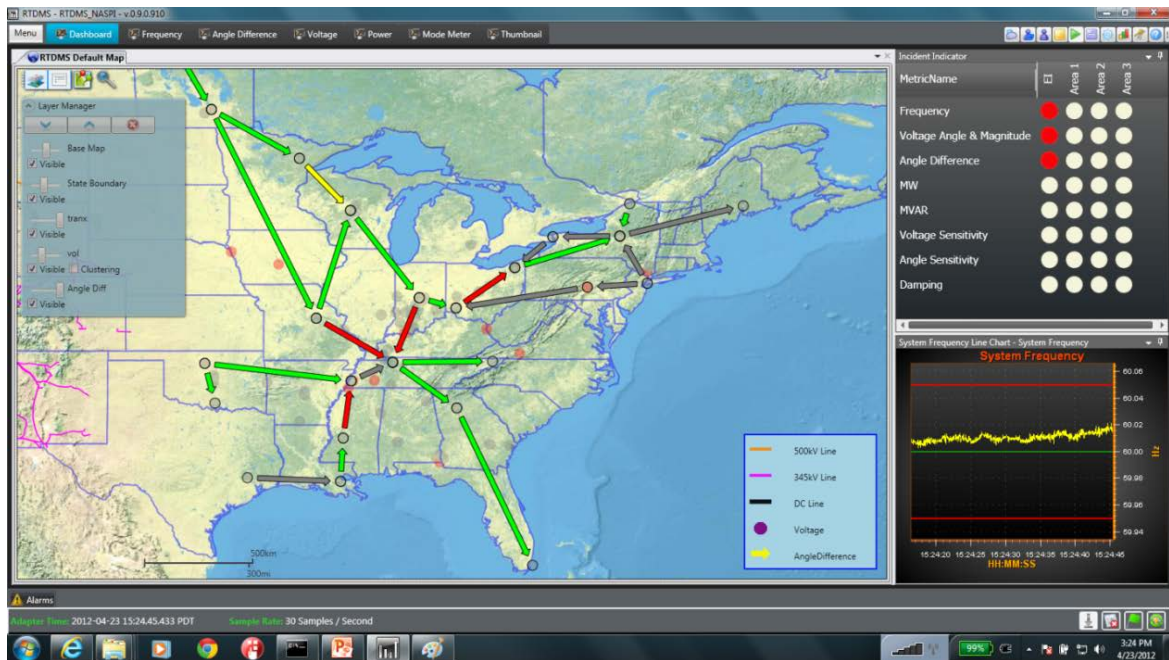 RTDMS - RTDMS_NASPI - v.0.9.0.910
Menu Dashboard Frequency Angle Difference Voltage Power Mode Meter Thumbnail
RTDMS Default Map
Layer Manager
Base Map
Visible
State Boundary
Visible
tranx
Visible
vol
Visible Clustering
Angle Diff
Visible
500km
300mi
500kV Line
345kV Line
DC Line
Voltage
AngleDifference
Incident Indicator
MetricName EI Area 1 Area 2 Area 3
Frequency
Voltage Angle & Magnitude
Angle Difference
MW
MVAR
Voltage Sensitivity
Angle Sensitivity
Damping
System Frequency Line Chart - System Frequency
System Frequency
60.06
60.04
60.02
60.00
59.98
59.96
59.94
Hz
15:24:20 15:24:25 15:24:30 15:24:35 15:24:40 15:24:45
HH:MM:SS
Alarms
Adapter Time: 2012-04-23 15:24.45.433 PDT Sample Rate: 30 Samples / Second
99%
3:24 PM
4/23/2012